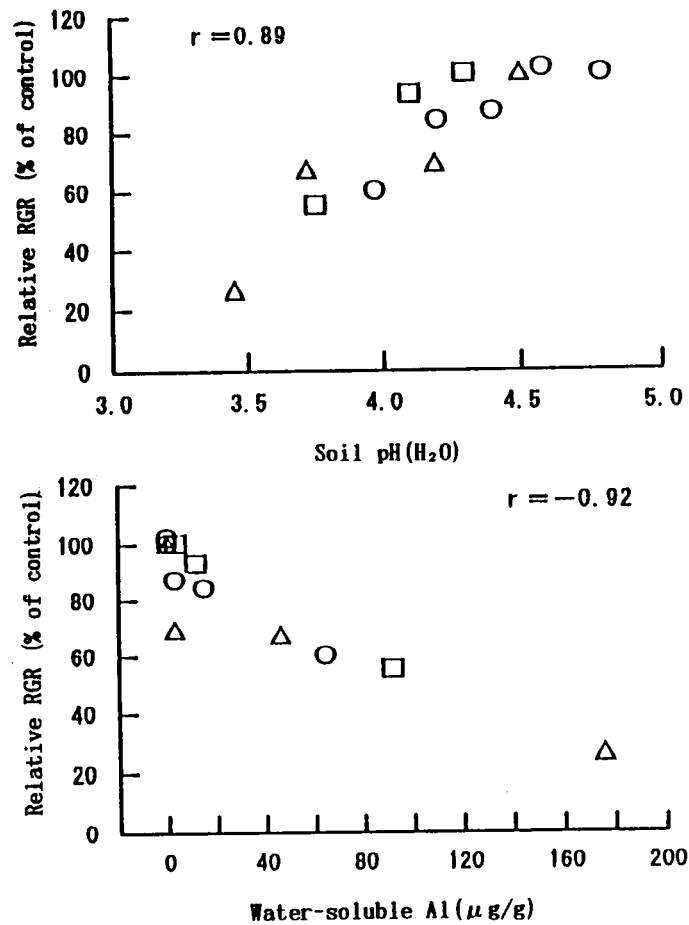 120
100
80
60
40
20
0
Relative RGR (% of control)
r=0.89
3.0 3.5 4.0 4.5 5.0
Soil pH(H₂O)
120
100
80
60
40
20
0
Relative RGR (% of control)
r=-0.92
0 40 80 120 160 200
Water-soluble Al(μg/g)